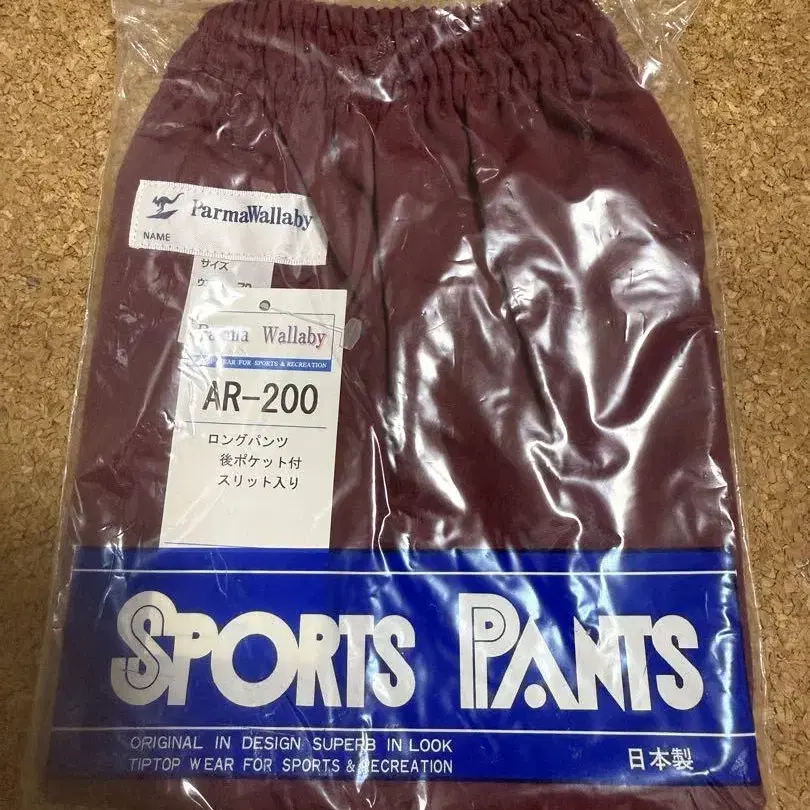 ParmaWallaby
NAME
サイズ
Parma Wallaby
WEAR FOR SPORTS & RECREATION
AR-200
ロングパンツ
後ポケット付
スリット入り
SPORTS PANTS
ORIGINAL IN DESIGN SUPERB IN LOOK
TIPTOP WEAR FOR SPORTS & RECREATION
日本製